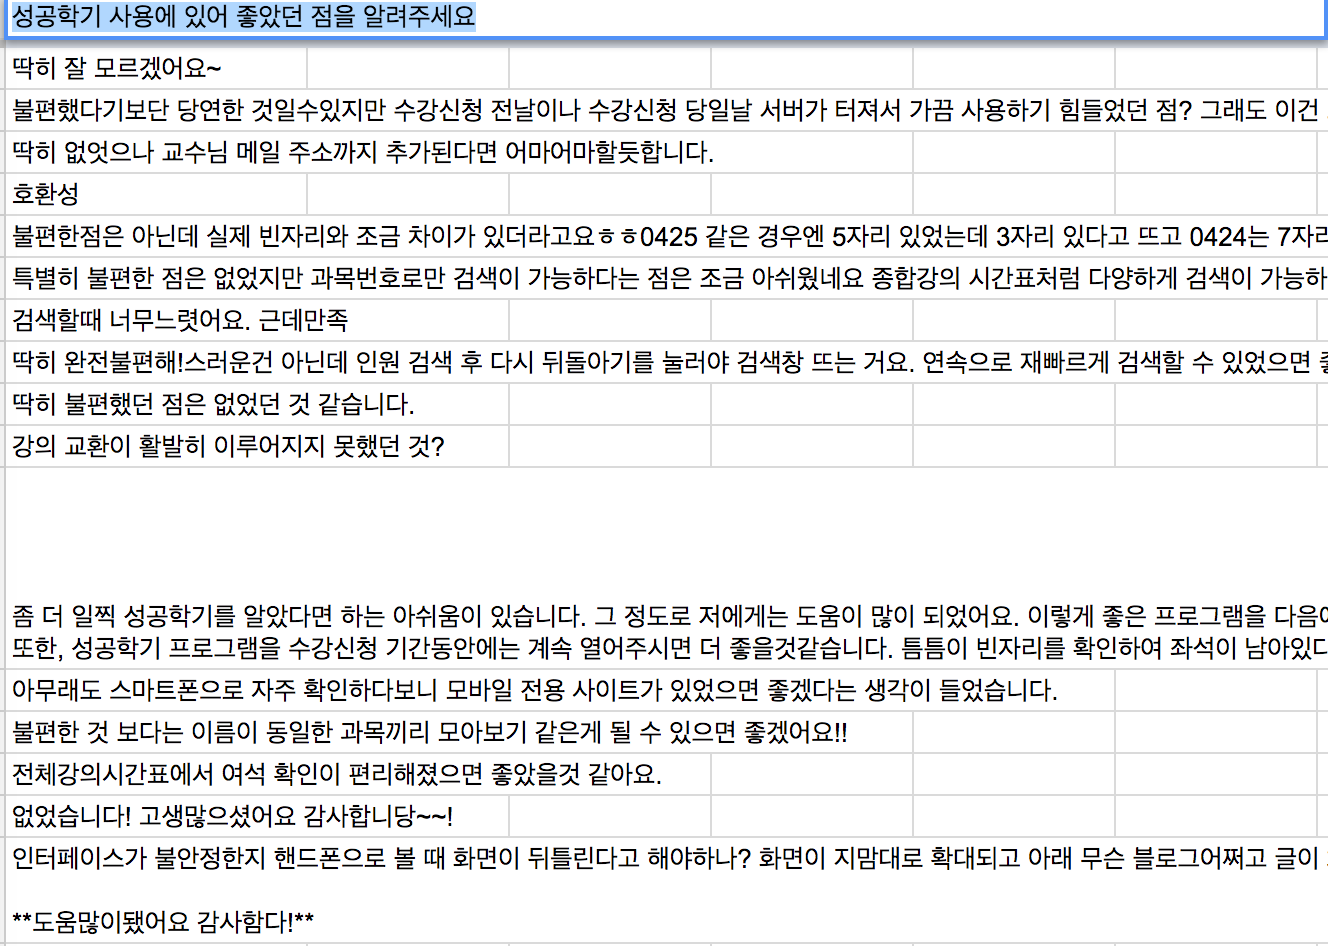 성공학기 사용에 있어 좋았던 점을 알려주세요
딱히 잘 모르겠어요~
불편했다기보단 당연한 것일수있지만 수강신청 전날이나 수강신청 당일날 서버가 터져서 가끔 사용하기 힘들었던 점? 그래도 이건
딱히 없엇으나 교수님 메일 주소까지 추가된다면 어마어마할듯합니다.
호환성
불편한점은 아닌데 실제 빈자리와 조금 차이가 있더라고요ㅎㅎ0425 같은 경우엔 5자리 있었는데 3자리 있다고 뜨고 0424는 7자리
특별히 불편한 점은 없었지만 과목번호로만 검색이 가능하다는 점은 조금 아쉬웠네요 종합강의 시간표처럼 다양하게 검색이 가능하
검색할때 너무느렷어요. 근데만족
딱히 완전불편해!스러운건 아닌데 인원 검색 후 다시 뒤돌아기를 눌러야 검색창 뜨는 거요. 연속으로 재빠르게 검색할 수 있었으면
딱히 불편했던 점은 없었던 것 같습니다.
강의 교환이 활발히 이루어지지 못했던 것?
좀 더 일찍 성공학기를 알았다면 하는 아쉬움이 있습니다. 그 정도로 저에게는 도움이 많이 되었어요. 이렇게 좋은 프로그램을 다음에
또한, 성공학기 프로그램을 수강신청 기간동안에는 계속 열어주시면 더 좋을것같습니다. 틈틈이 빈자리를 확인하여 좌석이 남아있다
아무래도 스마트폰으로 자주 확인하다보니 모바일 전용 사이트가 있었으면 좋겠다는 생각이 들었습니다.
불편한 것 보다는 이름이 동일한 과목끼리 모아보기 같은게 될 수 있으면 좋겠어요!!
전체강의시간표에서 여석 확인이 편리해졌으면 좋았을것 같아요.
없었습니다! 고생많으셨어요 감사합니당~~!
인터페이스가 불안정한지 핸드폰으로 볼 때 화면이 뒤틀린다고 해야하나? 화면이 지맘대로 확대되고 아래 무슨 블로그어쩌고 글이
**도움많이됐어요 감사함다!**